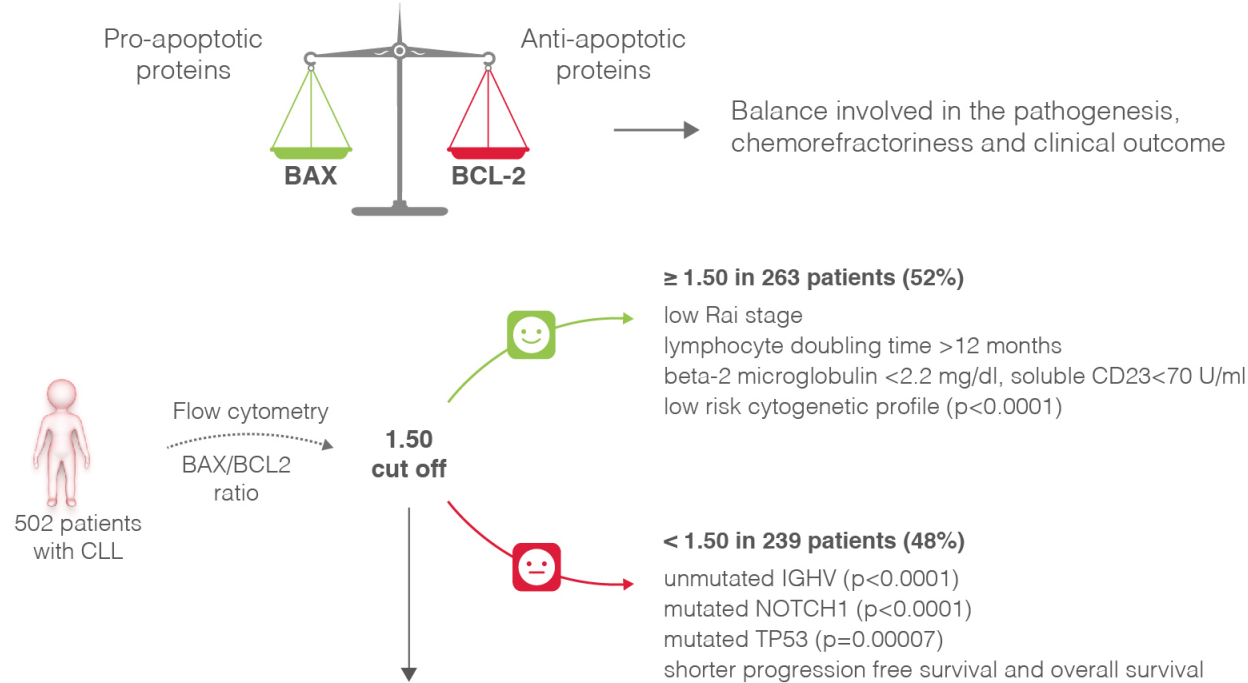 Pro-apoptotic
proteins
Anti-apoptotic
proteins
BAX
BCL-2
Balance involved in the pathogenesis,
chemorefractoriness and clinical outcome
502 patients
with CLL
Flow cytometry
BAX/BCL2
ratio
1.50
cut off
≥ 1.50 in 263 patients (52%)
low Rai stage
lymphocyte doubling time >12 months
beta-2 microglobulin <2.2 mg/dl, soluble CD23<70 U/ml
low risk cytogenetic profile (p<0.0001)
< 1.50 in 239 patients (48%)
unmutated IGHV (p<0.0001)
mutated NOTCH1 (p<0.0001)
mutated TP53 (p=0.00007)
shorter progression free survival and overall survival